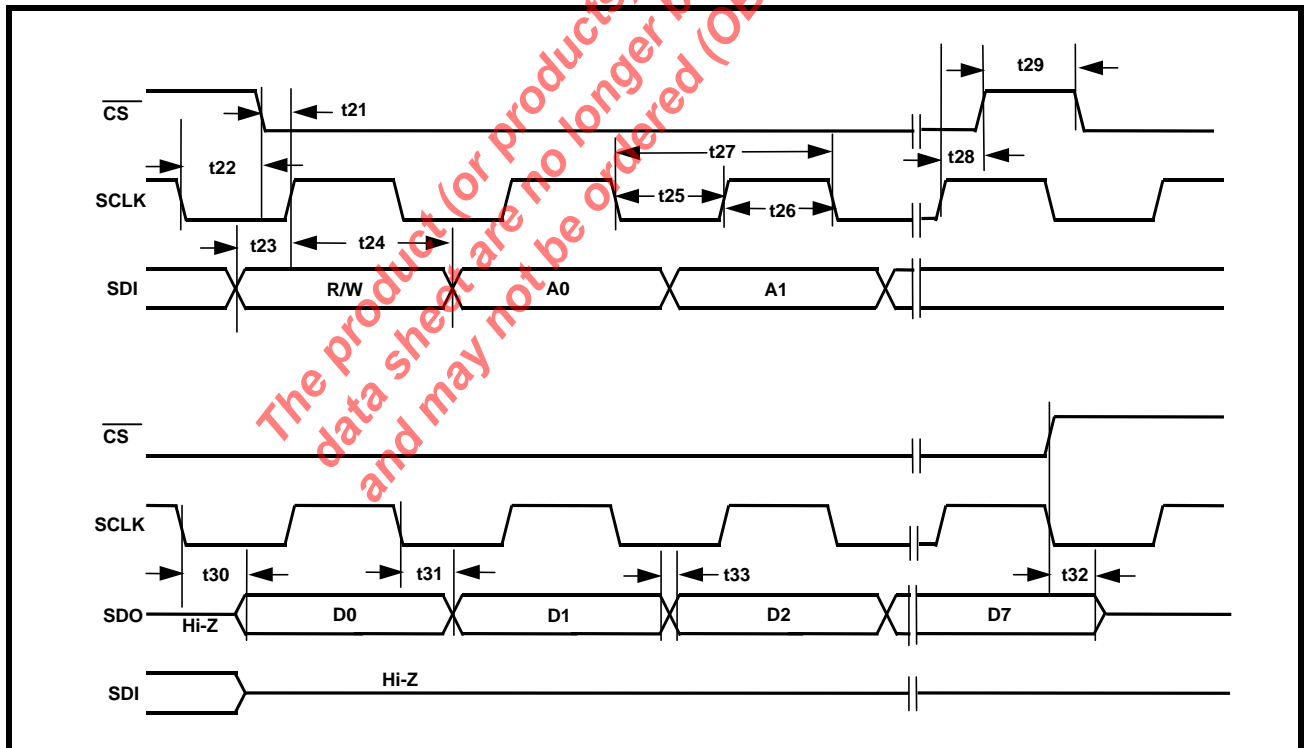 The product (or products)
data sheet are no longer b
and may not be ordered (OB
CS
t21
t29
t22
t27
t28
SCLK
t25
t26
t23
t24
SDI
R/W
A0
A1
CS
SCLK
t30
t31
t33
t32
SDO
Hi-Z
D0
D1
D2
D7
SDI
Hi-Z